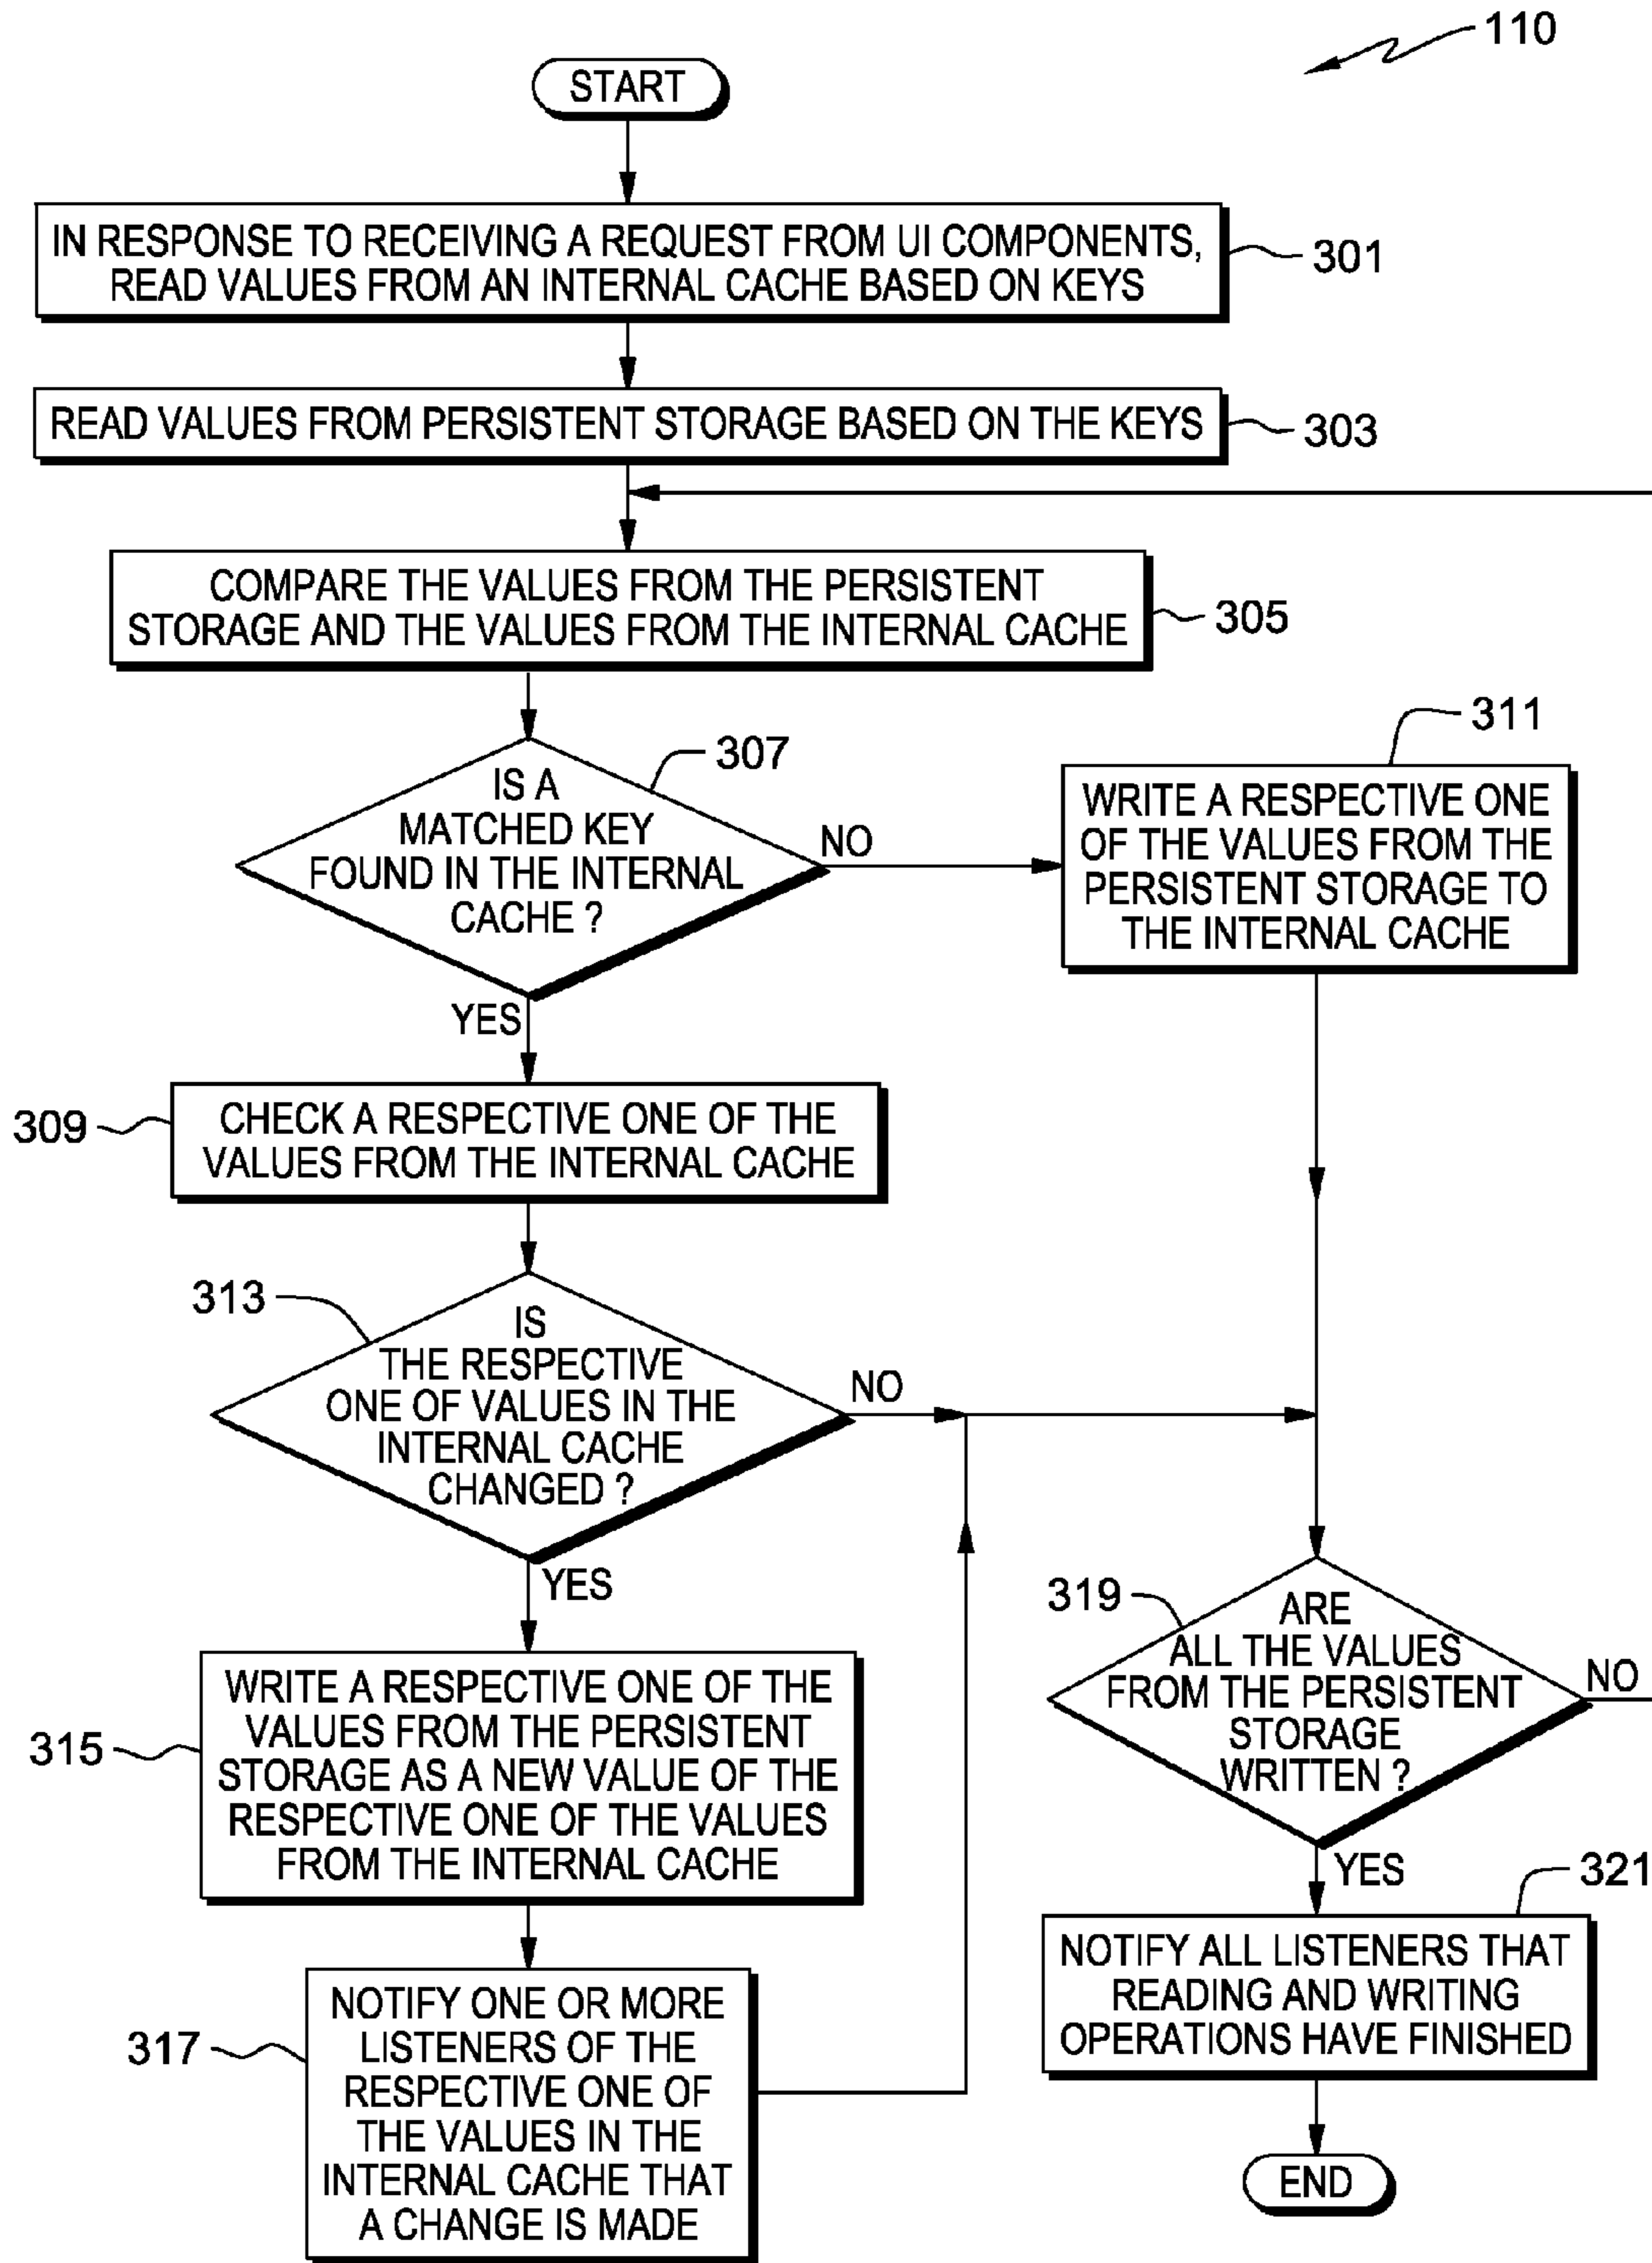 110
START
IN RESPONSE TO RECEIVING A REQUEST FROM UI COMPONENTS,
READ VALUES FROM AN INTERNAL CACHE BASED ON KEYS
301
READ VALUES FROM PERSISTENT STORAGE BASED ON THE KEYS
303
COMPARE THE VALUES FROM THE PERSISTENT
STORAGE AND THE VALUES FROM THE INTERNAL CACHE
305
307
IS A
MATCHED KEY
FOUND IN THE INTERNAL
CACHE ?
NO
YES
311
WRITE A RESPECTIVE ONE
OF THE VALUES FROM THE
PERSISTENT STORAGE TO
THE INTERNAL CACHE
309
CHECK A RESPECTIVE ONE OF THE
VALUES FROM THE INTERNAL CACHE
313
IS
THE RESPECTIVE
ONE OF VALUES IN THE
INTERNAL CACHE
CHANGED ?
NO
YES
315
WRITE A RESPECTIVE ONE OF THE
VALUES FROM THE PERSISTENT
STORAGE AS A NEW VALUE OF THE
RESPECTIVE ONE OF THE VALUES
FROM THE INTERNAL CACHE
317
NOTIFY ONE OR MORE
LISTENERS OF THE
RESPECTIVE ONE OF
THE VALUES IN THE
INTERNAL CACHE THAT
A CHANGE IS MADE
319
ARE
ALL THE VALUES
FROM THE PERSISTENT
STORAGE
WRITTEN ?
NO
YES
321
NOTIFY ALL LISTENERS THAT
READING AND WRITING
OPERATIONS HAVE FINISHED
END